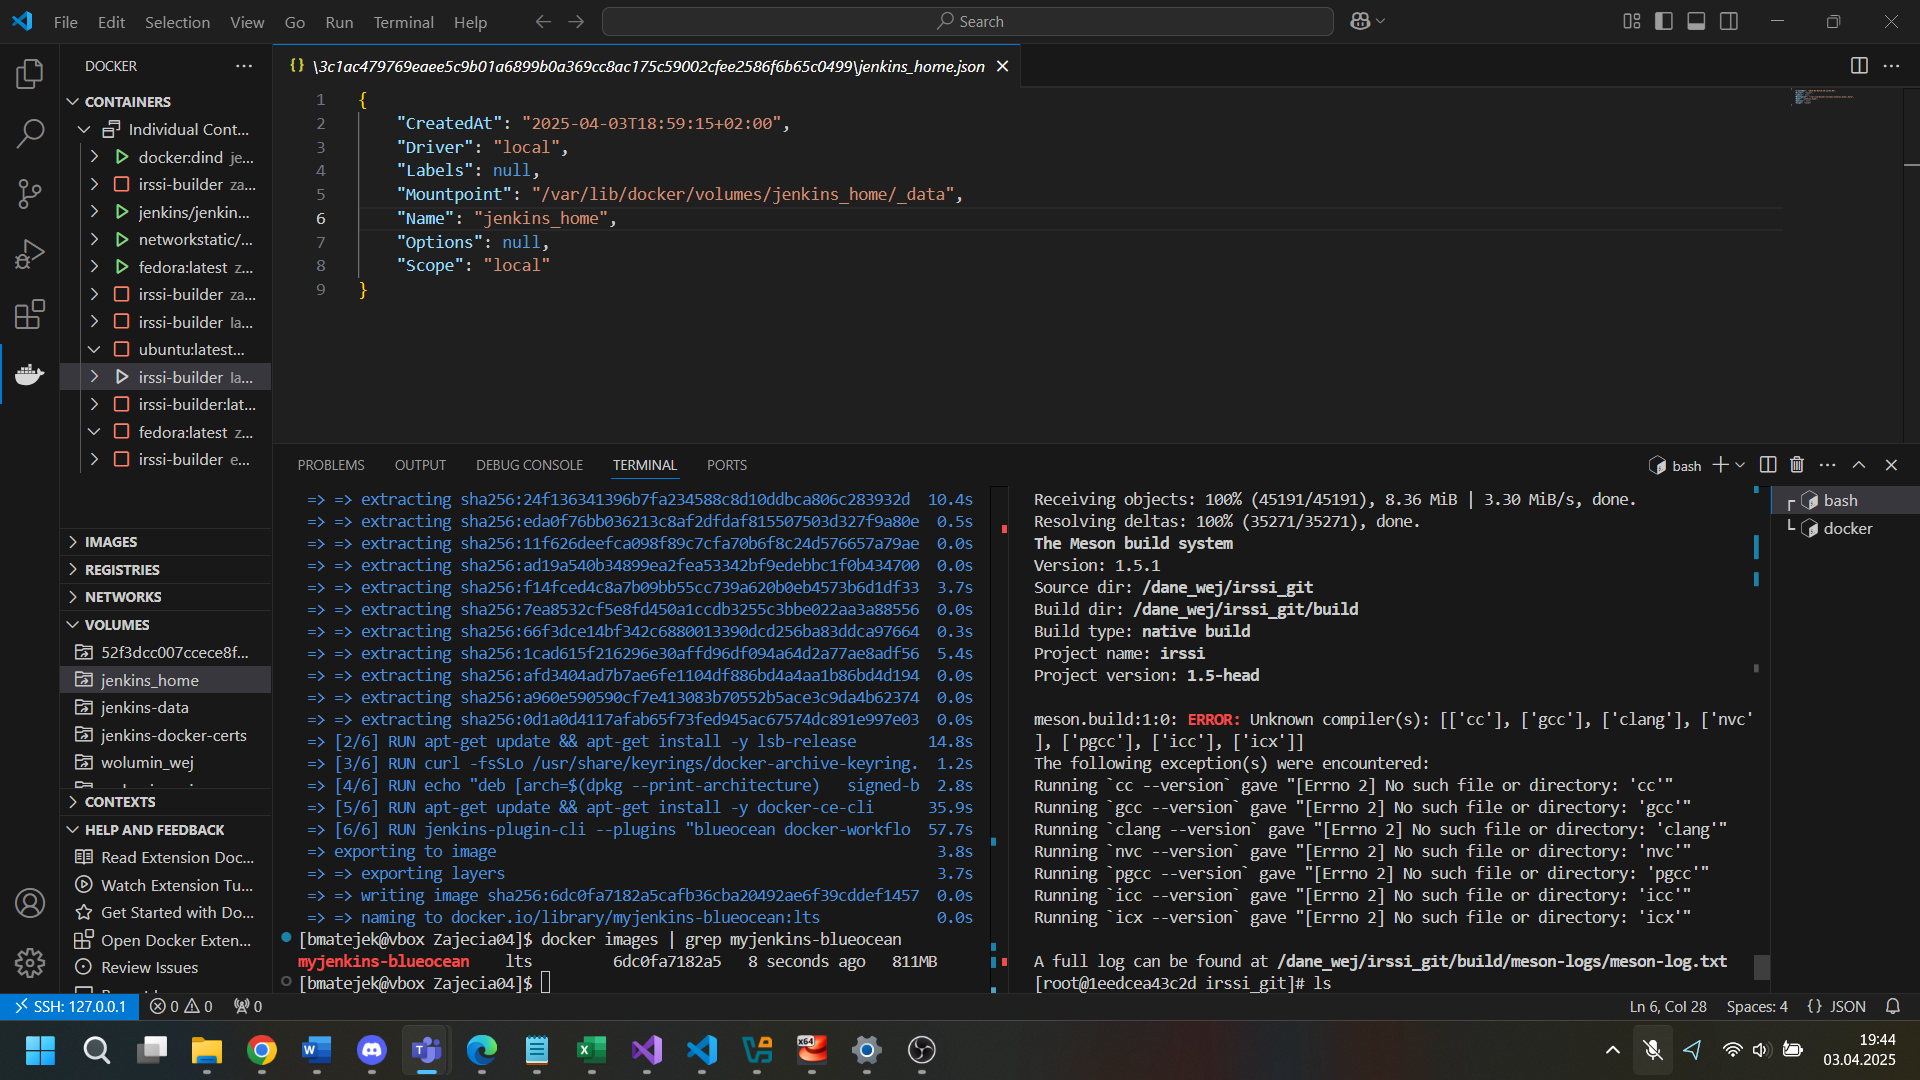 File Edit Selection View Go Run Terminal Help
Search
DOCKER
CONTAINERS
Individual Cont...
docker:dind je...
irssi-builder za...
jenkins/jenkin...
networkstatic/...
fedora:latest z...
irssi-builder za...
irssi-builder la...
ubuntu:latest...
irssi-builder la...
irssi-builder:lat...
fedora:latest z...
irssi-builder e...
IMAGES
REGISTRIES
NETWORKS
VOLUMES
52f3dcc007ccece8f...
jenkins_home
jenkins-data
jenkins-docker-certs
wolumin_wej
CONTEXTS
HELP AND FEEDBACK
Read Extension Doc...
Watch Extension Tu...
Get Started with Do...
Open Docker Exten...
Review Issues
{} \3c1ac479769eaee5c9b01a6899b0a369cc8ac175c59002cfee2586f6b65c0499\jenkins_home.json
1 {
2 "CreatedAt": "2025-04-03T18:59:15+02:00",
3 "Driver": "local",
4 "Labels": null,
5 "Mountpoint": "/var/lib/docker/volumes/jenkins_home/_data",
6 "Name": "jenkins_home",
7 "Options": null,
8 "Scope": "local"
9 }
PROBLEMS OUTPUT DEBUG CONSOLE TERMINAL PORTS
bash
=> => extracting sha256:24f136341396b7fa234588c8d10ddbca806c283932d 10.4s
=> => extracting sha256:eda0f76bb036213c8af2dfdaf815507503d327f9a80e 0.5s
=> => extracting sha256:11f626deefca098f89c7cfa70b6f8c24d576657a79ae 0.0s
=> => extracting sha256:ad19a540b34899ea2fea53342bf9edebbc1f0b434700 0.0s
=> => extracting sha256:f14fced4c8a7b09bb55cc739a620b0eb4573b6d1df33 3.7s
=> => extracting sha256:7ea8532cf5e8fd450a1ccdb3255c3bbe022aa3a88556 0.0s
=> => extracting sha256:66f3dce14bf342c6880013390dcd256ba83ddca97664 0.3s
=> => extracting sha256:1cad615f216296e30affd96df094a64d2a77ae8adf56 5.4s
=> => extracting sha256:afd3404ad7b7ae6fe1104df886bd4a4aa1b86bd4d194 0.0s
=> => extracting sha256:a960e590590cf7e413083b70552b5ace3c9da4b62374 0.0s
=> => extracting sha256:0d1a0d4117afab65f73fed945ac67574dc891e997e03 0.0s
=> [2/6] RUN apt-get update && apt-get install -y lsb-release 14.8s
=> [3/6] RUN curl -fsSLo /usr/share/keyrings/docker-archive-keyring. 1.2s
=> [4/6] RUN echo "deb [arch=$(dpkg --print-architecture) signed-b 2.8s
=> [5/6] RUN apt-get update && apt-get install -y docker-ce-cli 35.9s
=> [6/6] RUN jenkins-plugin-cli --plugins "blueocean docker-workflo 57.7s
=> exporting to image 3.8s
=> => exporting layers 3.7s
=> => writing image sha256:6dc0fa7182a5cafb36cba20492ae6f39cddef1457 0.0s
=> => naming to docker.io/library/myjenkins-blueocean:lts 0.0s
[bmatejek@vbox Zajecia04]$ docker images | grep myjenkins-blueocean
myjenkins-blueocean lts 6dc0fa7182a5 8 seconds ago 811MB
[bmatejek@vbox Zajecia04]$
Receiving objects: 100% (45191/45191), 8.36 MiB | 3.30 MiB/s, done.
Resolving deltas: 100% (35271/35271), done.
The Meson build system
Version: 1.5.1
Source dir: /dane_wej/irssi_git
Build dir: /dane_wej/irssi_git/build
Build type: native build
Project name: irssi
Project version: 1.5-head
meson.build:1:0: ERROR: Unknown compiler(s): [['cc'], ['gcc'], ['clang'], ['nvc'
], ['pgcc'], ['icc'], ['icx']]
The following exception(s) were encountered:
Running `cc --version` gave "[Errno 2] No such file or directory: 'cc'"
Running `gcc --version` gave "[Errno 2] No such file or directory: 'gcc'"
Running `clang --version` gave "[Errno 2] No such file or directory: 'clang'"
Running `nvc --version` gave "[Errno 2] No such file or directory: 'nvc'"
Running `pgcc --version` gave "[Errno 2] No such file or directory: 'pgcc'"
Running `icc --version` gave "[Errno 2] No such file or directory: 'icc'"
Running `icx --version` gave "[Errno 2] No such file or directory: 'icx'"
A full log can be found at /dane_wej/irssi_git/build/meson-logs/meson-log.txt
[root@1eedcea43c2d irssi_git]# ls
bash
docker
SSH: 127.0.0.1 0 0 0
Ln 6, Col 28 Spaces: 4 {} JSON
19:44
03.04.2025